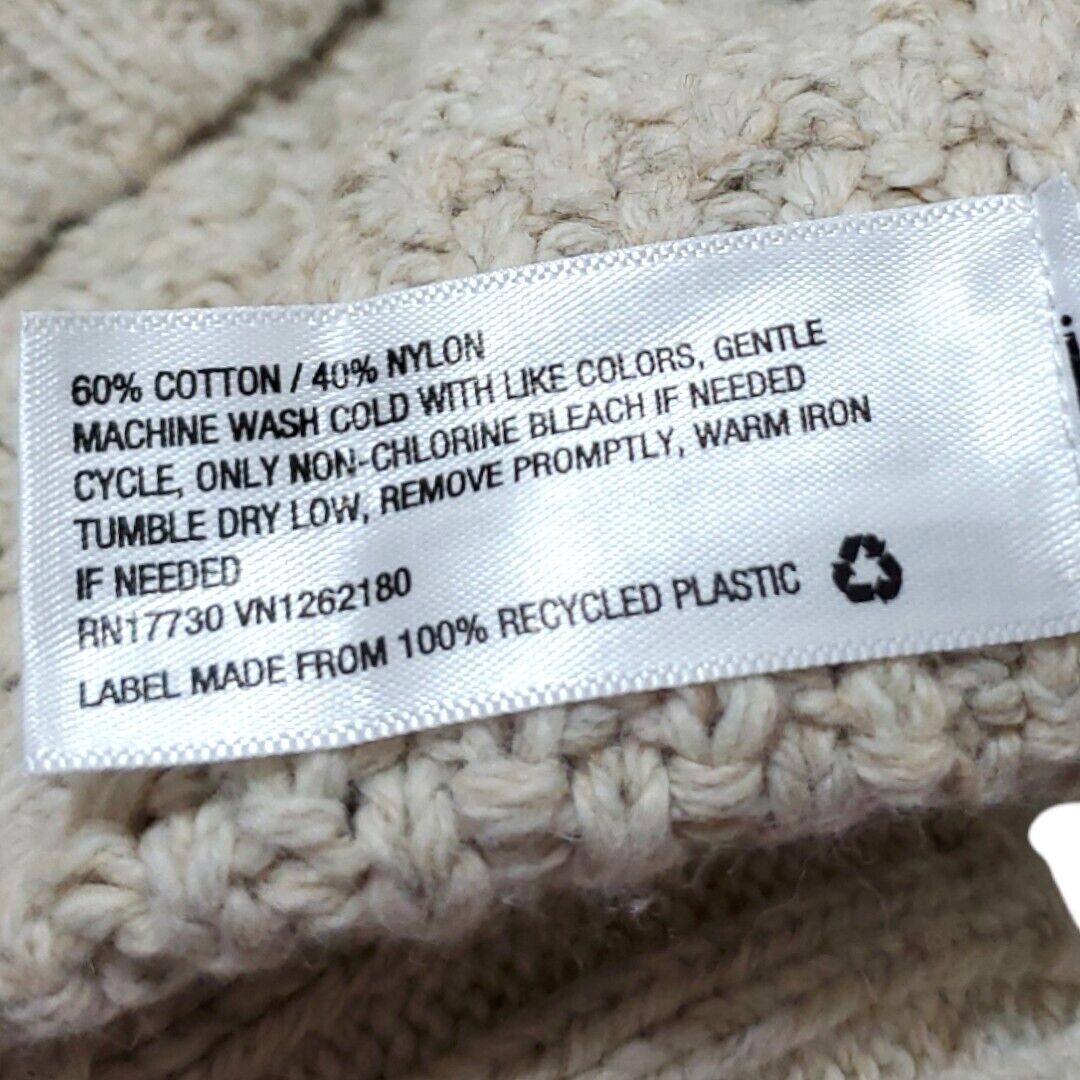 60% COTTON / 40% NYLON
MACHINE WASH COLD WITH LIKE COLORS, GENTLE
CYCLE, ONLY NON-CHLORINE BLEACH IF NEEDED
TUMBLE DRY LOW, REMOVE PROMPTLY, WARM IRON
IF NEEDED
RN17730 VN1262180
LABEL MADE FROM 100% RECYCLED PLASTIC